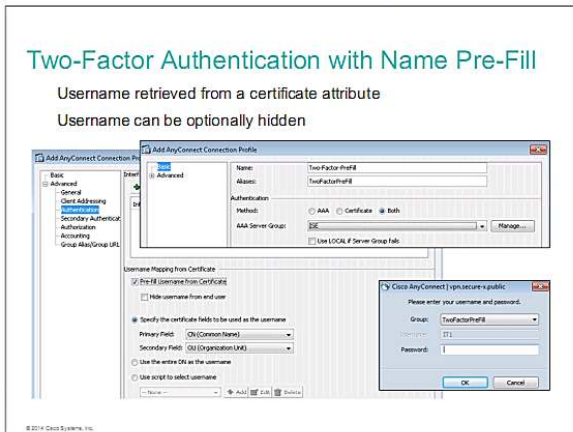 Two-Factor Authentication with Name Pre-Fill
Username retrieved from a certificate attribute
Username can be optionally hidden
Add AnyConnect Connection Pro
Basic
Advanced
General
Client Addressing
Authentication
Secondary Authenticat
Authorization
Accounting
Group Alias/Group URL
Interf
Add AnyConnect Connection Profile
Basic
Advanced
Name:
Two-Factor-PreFill
Aliases:
TwoFactorPreFill
Authentication
Method:
AAA
Certificate
Both
AAA Server Group:
ISE
Manage...
Use LOCAL if Server Group fails
Username Mapping from Certificate
Pre-fill Username from Certificate
Hide username from end user
Specify the certificate fields to be used as the username
Primary Field:
CN (Common Name)
Secondary Field:
OU (Organization Unit)
Use the entire DN as the username
Use script to select username
-- None --
Add
Edit
Delete
Cisco AnyConnect | vpn.secure-x.public
Please enter your username and password.
Group:
TwoFactorPreFill
Username:
IT1
Password:
OK
Cancel
© 2014 Cisco Systems, Inc.